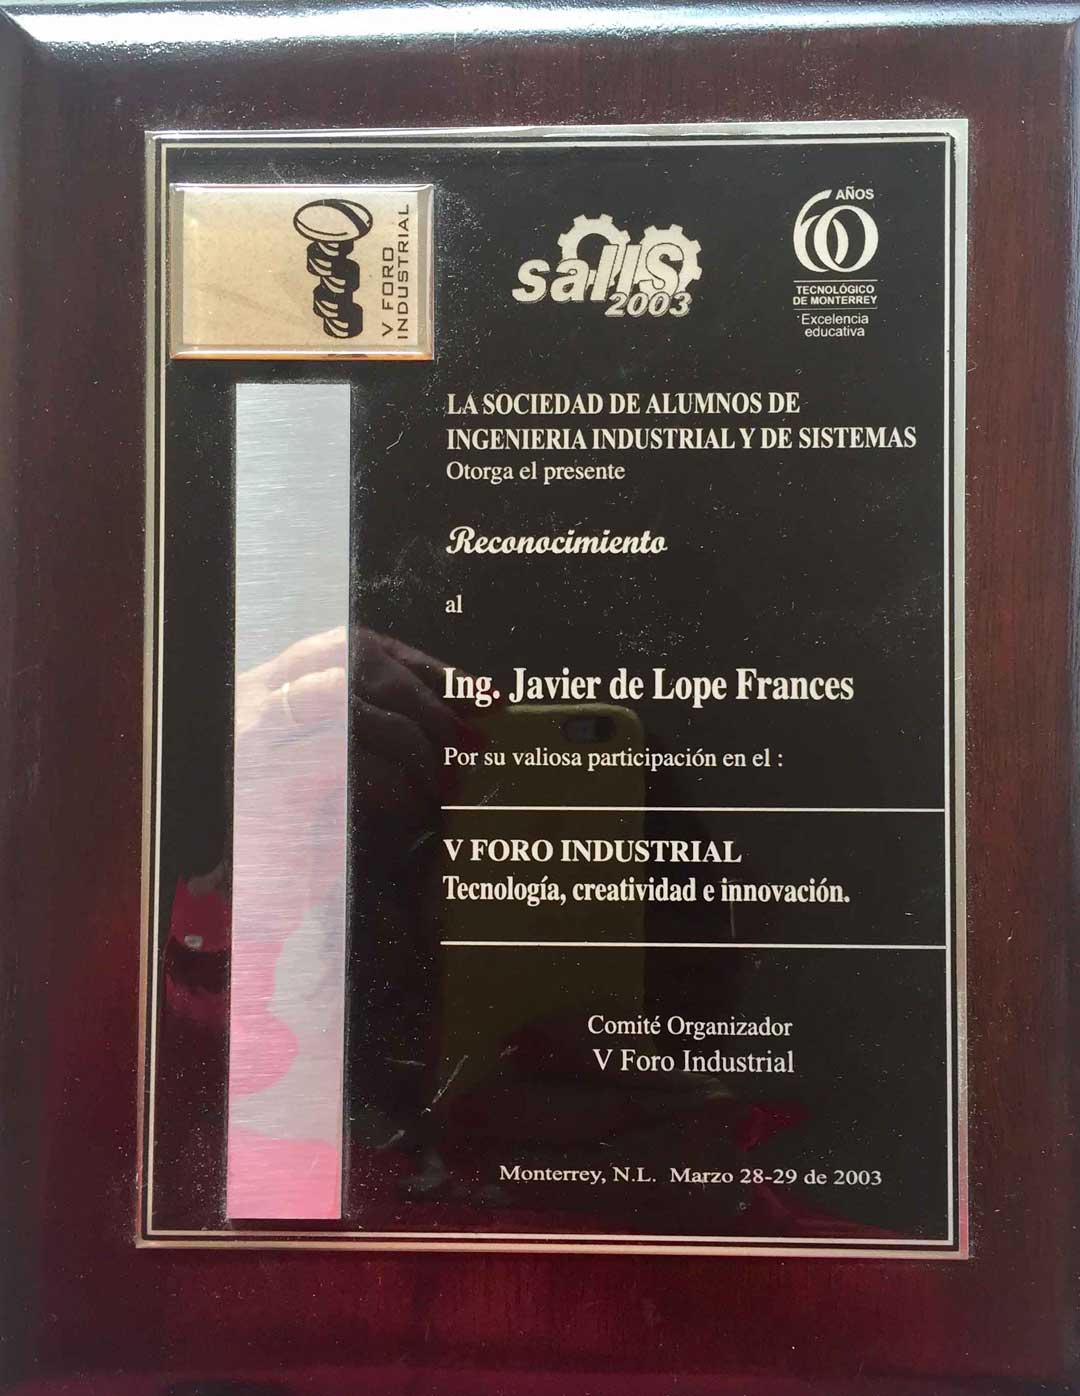 V FORO
INDUSTRIAL
saIIS
2003
60 AÑOS
TECNOLÓGICO
DE MONTERREY
Excelencia
educativa
LA SOCIEDAD DE ALUMNOS DE
INGENIERIA INDUSTRIAL Y DE SISTEMAS
Otorga el presente
Reconocimiento
al
Ing. Javier de Lope Frances
Por su valiosa participación en el :
V FORO INDUSTRIAL
Tecnología, creatividad e innovación.
Comité Organizador
V Foro Industrial
Monterrey, N.L. Marzo 28-29 de 2003